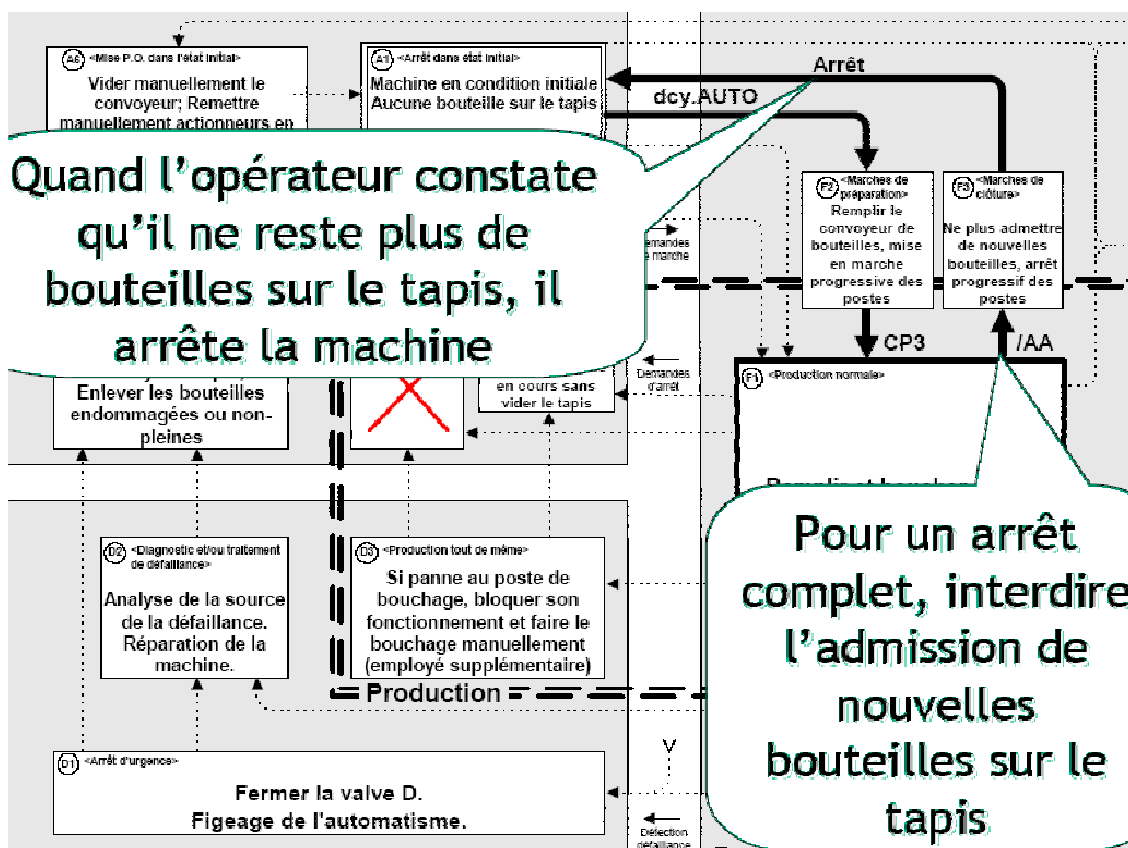 A6 <Mise P.O. dans l'état initial>
Vider manuellement le
convoyeur; Remettre
manuellement actionneurs en
A1 <Arrêt dans état initial>
Machine en condition initiale
Aucune bouteille sur le tapis
Arrêt
dcy.AUTO
Quand l'opérateur constate
qu'il ne reste plus de
bouteilles sur le tapis, il
arrête la machine
Demandes
de marche
F2 <Marches de
préparation>
Remplir le
convoyeur de
bouteilles, mise
en marche
progressive des
postes
F3 <Marches de
clôture>
Ne plus admettre
de nouvelles
bouteilles, arrêt
progressif des
postes
CP3
/AA
Demandes
d'arrêt
F1 <Production normale>
Enlever les bouteilles
endommagées ou non-
pleines
en cours sans
vider le tapis
Pour un arrêt
complet, interdire
l'admission de
nouvelles
bouteilles sur le
tapis
D2 <Diagnostic et/ou traitement
de défaillance>
Analyse de la source
de la défaillance.
Réparation de la
machine.
D3 <Production tout de même>
Si panne au poste de
bouchage, bloquer son
fonctionnement et faire le
bouchage manuellement
(employé supplémentaire)
Production
V
D1 <Arrêt d'urgence>
Fermer la valve D.
Figeage de l'automatisme.
Détection
défaillance